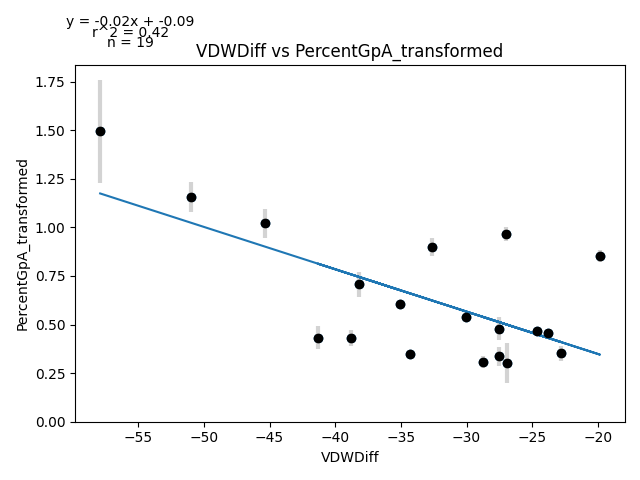 y = -0.02x + -0.09
r^2 = 0.42
n = 19
VDWDiff vs PercentGpA_transformed
1.75
1.50
1.25
1.00
0.75
0.50
0.25
0.00
PercentGpA_transformed
−55
−50
−45
−40
−35
−30
−25
−20
VDWDiff